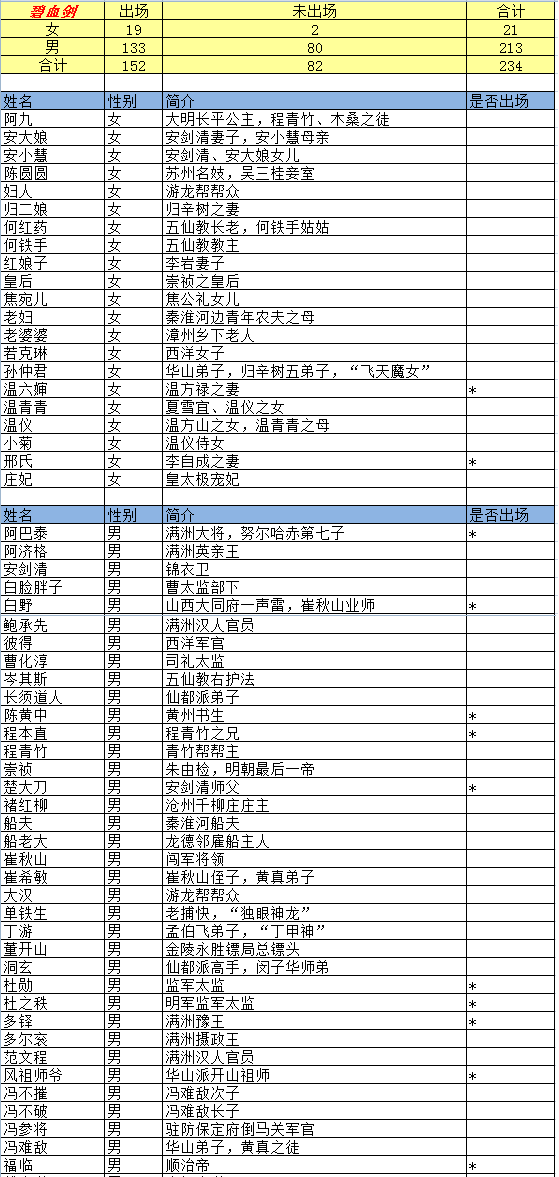 碧血剑 出场 未出场 合计
女 19 2 21
男 133 80 213
合计 152 82 234
姓名 性别 简介 是否出场
阿九 女 大明长平公主，程青竹、木桑之徒
安大娘 女 安剑清妻子，安小慧母亲
安小慧 女 安剑清、安大娘女儿
陈圆圆 女 苏州名妓，吴三桂妾室
妇人 女 游龙帮帮众
归二娘 女 归辛树之妻
何红药 女 五仙教长老，何铁手姑姑
何铁手 女 五仙教教主
红娘子 女 李岩妻子
皇后 女 崇祯之皇后
焦宛儿 女 焦公礼女儿
老妇 女 秦淮河边青年农夫之母
老婆婆 女 漳州乡下老人
若克琳 女 西洋女子
孙仲君 女 华山弟子，归辛树五弟子，“飞天魔女”
温六婶 女 温方禄之妻 *
温青青 女 夏雪宜、温仪之女
温仪 女 温方山之女，温青青之母
小菊 女 温仪侍女
邢氏 女 李自成之妻 *
庄妃 女 皇太极宠妃
姓名 性别 简介 是否出场
阿巴泰 男 满洲大将，努尔哈赤第七子 *
阿济格 男 满洲英亲王
安剑清 男 锦衣卫
白脸胖子 男 曹太监部下
白野 男 山西大同府一声雷，崔秋山业师 *
鲍承先 男 满洲汉人官员
彼得 男 西洋军官
曹化淳 男 司礼太监
岑其斯 男 五仙教右护法
长须道人 男 仙都派弟子
陈黄中 男 黄州书生 *
程本直 男 程青竹之兄 *
程青竹 男 青竹帮帮主
崇祯 男 朱由检，明朝最后一帝
楚大刀 男 安剑清师父 *
褚红柳 男 沧州千柳庄庄主
船夫 男 秦淮河船夫
船老大 男 龙德邻雇船主人
崔秋山 男 闯军将领
崔希敏 男 崔秋山侄子，黄真弟子
大汉 男 游龙帮帮众
单铁生 男 老捕快，“独眼神龙”
丁游 男 孟伯飞弟子，“丁甲神”
董开山 男 金陵永胜镖局总镖头
洞玄 男 仙都派高手，闵子华师弟
杜勋 男 监军太监 *
杜之秩 男 明军监军太监 *
多铎 男 满洲豫王 *
多尔衮 男 满洲摄政王
范文程 男 满洲汉人官员
风祖师爷 男 华山派开山祖师 *
冯不摧 男 冯难敌次子
冯不破 男 冯难敌长子
冯参将 男 驻防保定府倒马关军官
冯难敌 男 华山弟子，黄真之徒
福临 男 顺治帝 *